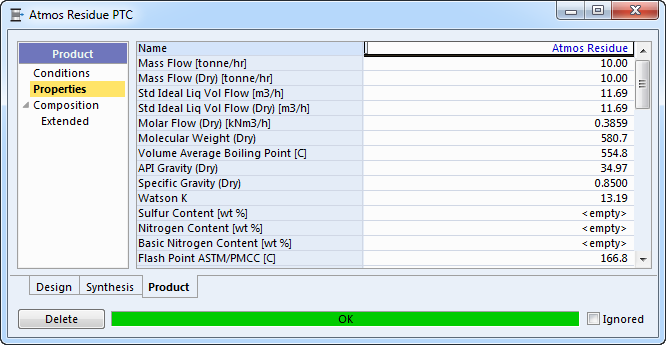 Atmos Residue PTC
Product
Conditions
Properties
Composition
Extended
Name Atmos Residue
Mass Flow [tonne/hr] 10.00
Mass Flow (Dry) [tonne/hr] 10.00
Std Ideal Liq Vol Flow [m3/h] 11.69
Std Ideal Liq Vol Flow (Dry) [m3/h] 11.69
Molar Flow (Dry) [kNm3/h] 0.3859
Molecular Weight (Dry) 580.7
Volume Average Boiling Point [C] 554.8
API Gravity (Dry) 34.97
Specific Gravity (Dry) 0.8500
Watson K 13.19
Sulfur Content [wt %] <empty>
Nitrogen Content [wt %] <empty>
Basic Nitrogen Content [wt %] <empty>
Flash Point ASTM/PMCC [C] 166.8
Design Synthesis Product
Delete OK Ignored